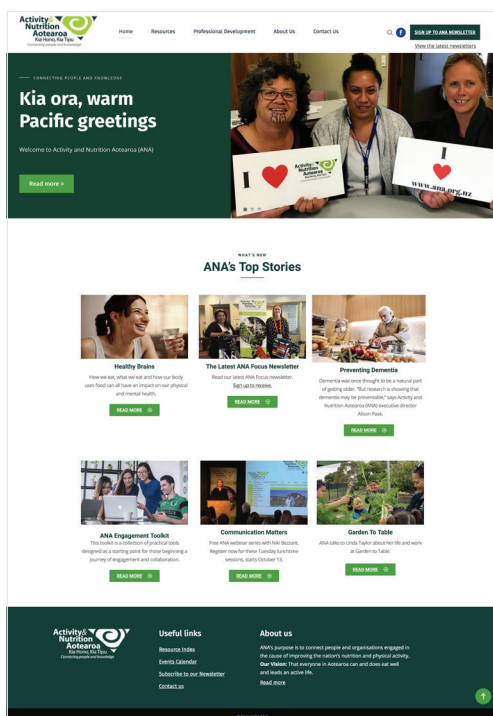 Activity&
Nutrition
Aotearoa
Kia Hono, Kia Tipu
Connecting people and knowledge
Home
Resources
Professional Development
About Us
Contact Us
SIGN UP TO ANA NEWSLETTER
View the latest newsletters
CONNECTING PEOPLE AND KNOWLEDGE
Kia ora, warm
Pacific greetings
Welcome to Activity and Nutrition Aotearoa (ANA)
Read more >
I
Activity&
Nutrition
Aotearoa
I
www.ana.org.nz
WHAT'S NEW
ANA's Top Stories
Healthy Brains
How we eat, what we eat and how our body
uses food can all have an impact on our physical
and mental health.
READ MORE
The Latest ANA Focus Newsletter
Read our latest ANA Focus newsletter.
Sign up to receive.
READ MORE
Preventing Dementia
Dementia was once thought to be a natural part
of getting older. "But research is showing that
dementia may be preventable," says Activity and
Nutrition Aotearoa (ANA) executive director
Alison Pask.
READ MORE
ANA Engagement Toolkit
This toolkit is a collection of practical tools
designed as a starting point for those beginning a
journey of engagement and collaboration.
READ MORE
Communication Matters
Free ANA webinar series with Niki Bezzant.
Register now for these Tuesday lunchtime
sessions, starts October 13.
READ MORE
Garden To Table
ANA talks to Linda Taylor about her life and work
at Garden to Table.
READ MORE
Activity&
Nutrition
Aotearoa
Kia Hono, Kia Tipu
Connecting people and knowledge
Useful links
Resource Index
Events Calendar
Subscribe to our Newsletter
Contact us
About us
ANA's purpose is to connect people and organisations engaged in
the cause of improving the nation's nutrition and physical activity.
Our Vision: That everyone in Aotearoa can and does eat well
and leads an active life.
Read more